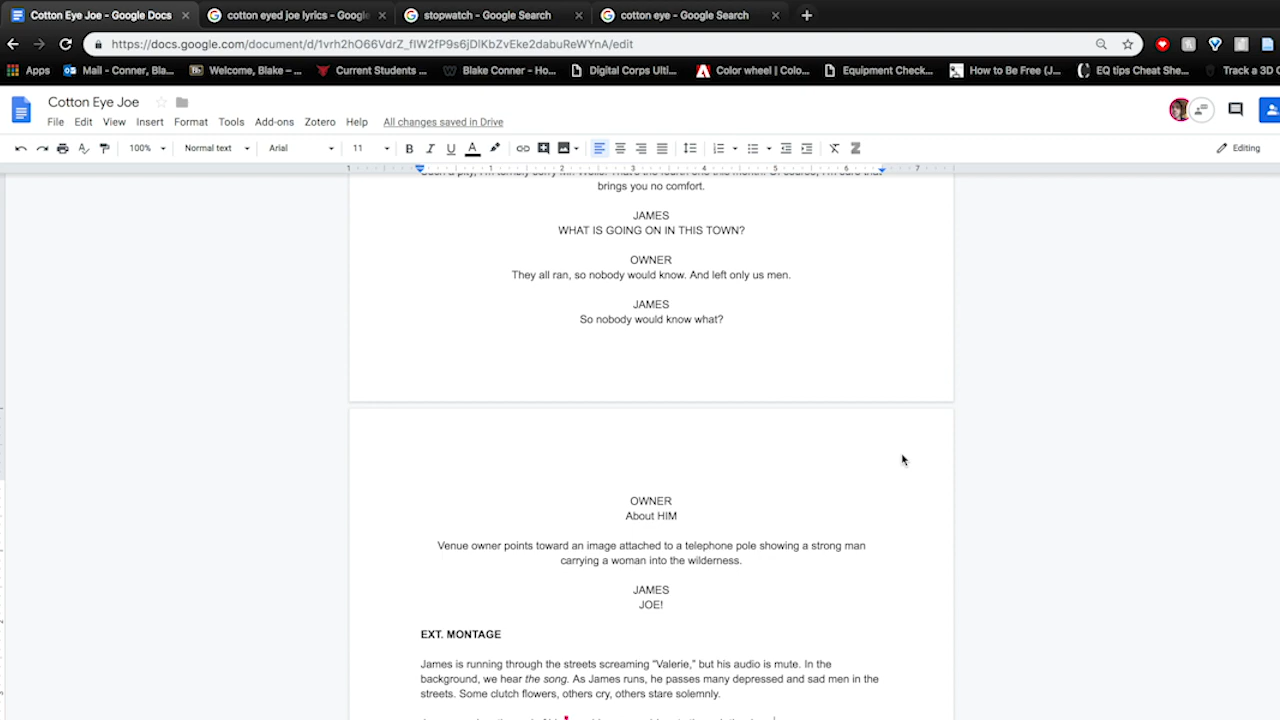 Cotton Eye Joe - Google Docs
cotton eyed joe lyrics - Google
stopwatch - Google Search
cotton eye - Google Search
https://docs.google.com/document/d/1vrh2hO66VdrZ_fIW2fP9s6jDlKbZvEke2dabuReWYnA/edit
Apps
Mail - Conner, Bla...
Welcome, Blake – ...
Current Students ...
Blake Conner - Ho...
Digital Corps Ulti...
Color wheel | Colo...
Equipment Check...
How to Be Free (J...
EQ tips Cheat She...
Track a 3D
Cotton Eye Joe
File Edit View Insert Format Tools Add-ons Zotero Help All changes saved in Drive
100% Normal text Arial 11 B I U A Z Editing
1 1 2 3 4 5 6 7
brings you no comfort.
JAMES
WHAT IS GOING ON IN THIS TOWN?
OWNER
They all ran, so nobody would know. And left only us men.
JAMES
So nobody would know what?
OWNER
About HIM
Venue owner points toward an image attached to a telephone pole showing a strong man
carrying a woman into the wilderness.
JAMES
JOE!
EXT. MONTAGE
James is running through the streets screaming “Valerie,” but his audio is mute. In the
background, we hear the song. As James runs, he passes many depressed and sad men in the
streets. Some clutch flowers, others cry, others stare solemnly.